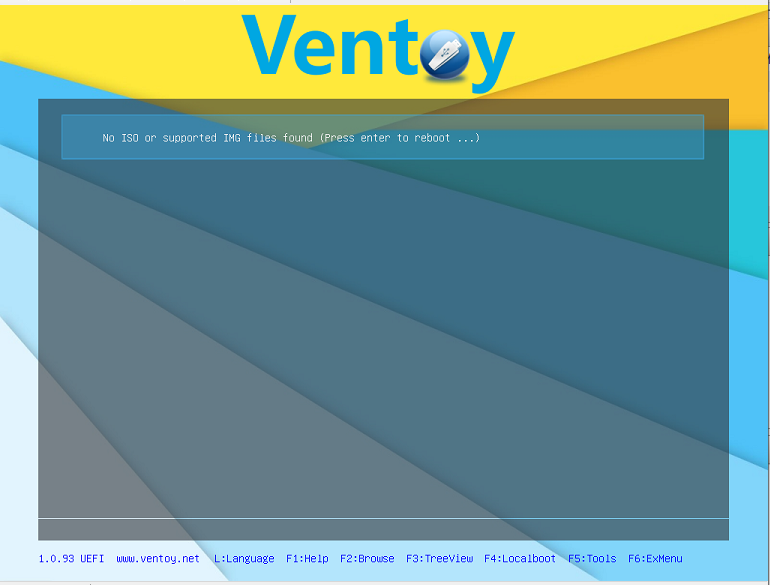 Ventoy
No ISO or supported IMG files found (Press enter to reboot ...)
1.0.93 UEFI www.ventoy.net L:Language F1:Help F2:Browse F3:TreeView F4:Localboot F5:Tools F6:ExMenu